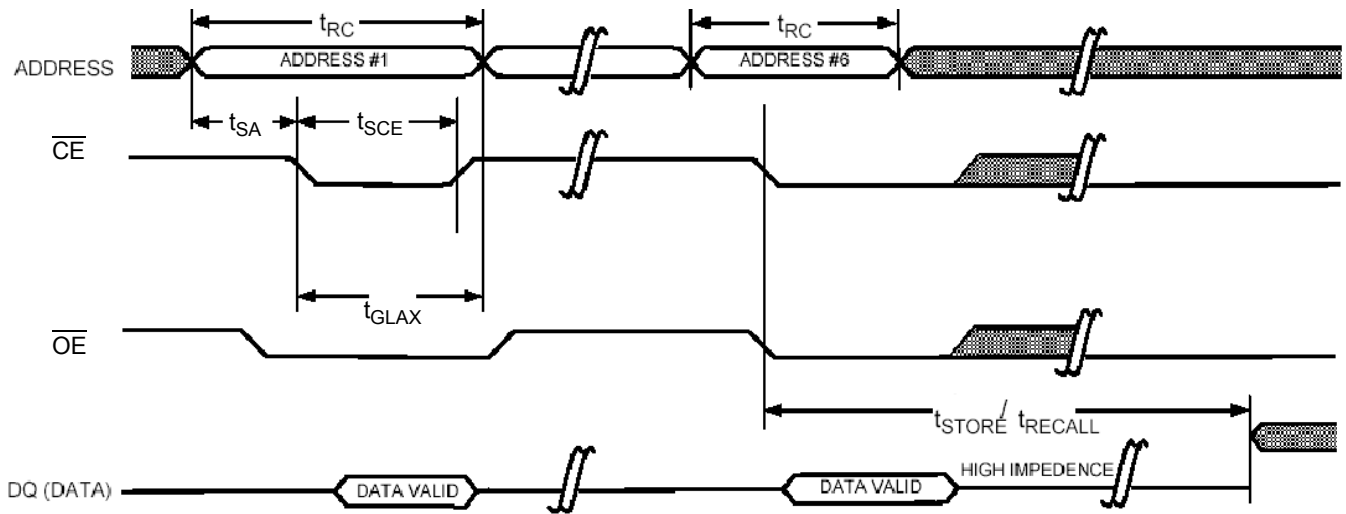 tRC
tRC
ADDRESS
ADDRESS #1
ADDRESS #6
tSA
tSCE
CE
tGLAX
OE
tSTORE / tRECALL
DQ (DATA)
DATA VALID
DATA VALID
HIGH IMPEDENCE